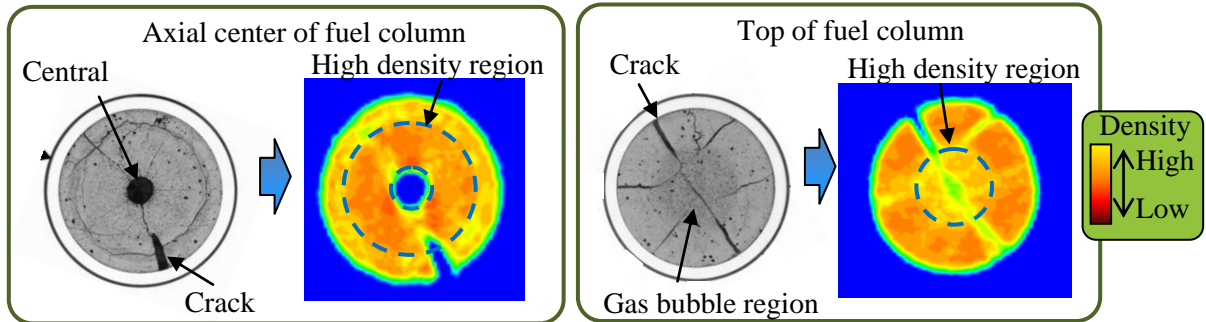 Axial center of fuel column
Central
High density region
Crack
Top of fuel column
Crack
High density region
Gas bubble region
Density
High
Low